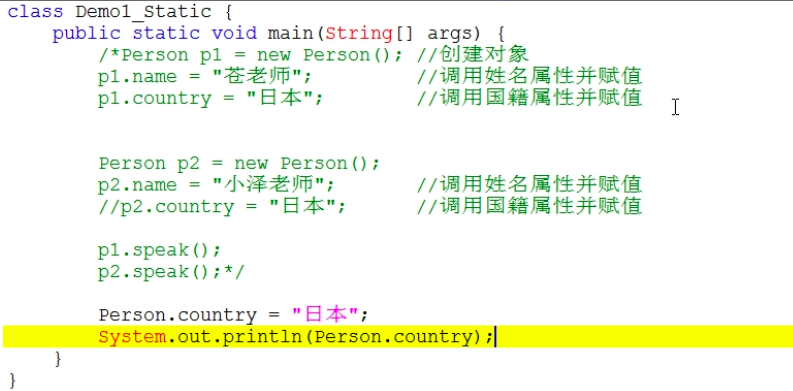 class Demo1_Static {
public static void main(String[] args) {
/*Person p1 = new Person(); //创建对象
p1.name = "苍老师"; //调用姓名属性并赋值
p1.country = "日本"; //调用国籍属性并赋值
Person p2 = new Person();
p2.name = "小泽老师"; //调用姓名属性并赋值
//p2.country = "日本"; //调用国籍属性并赋值
p1.speak();
p2.speak();*/
Person.country = "日本";
System.out.println(Person.country);
}
}